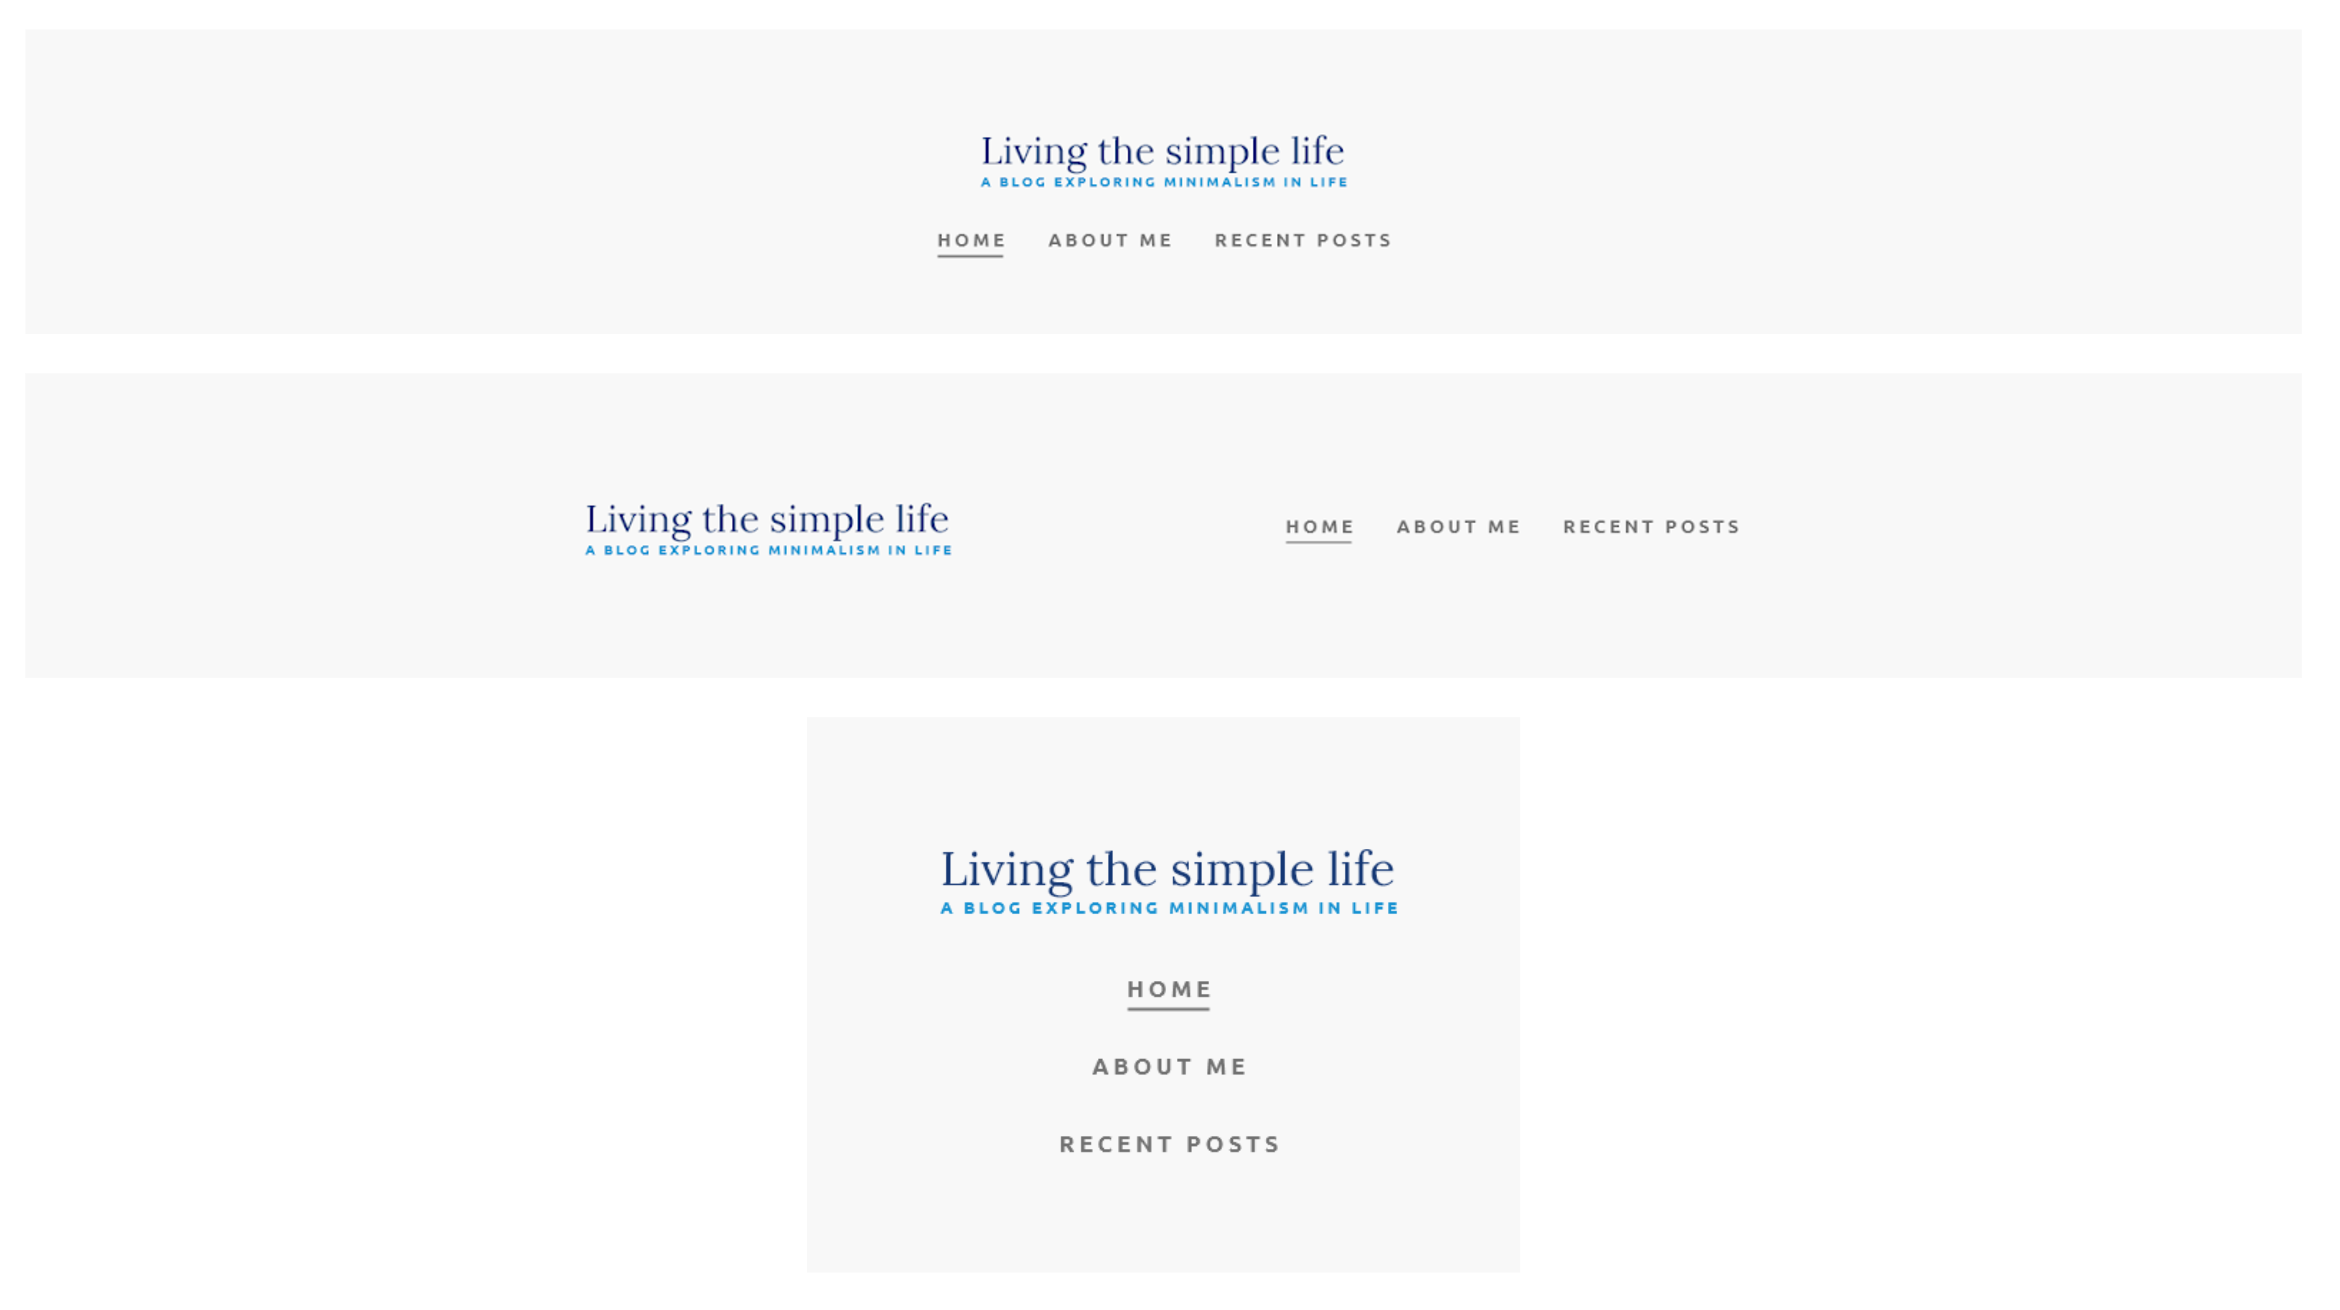 Living the simple life
A BLOG EXPLORING MINIMALISM IN LIFE
HOME ABOUT ME RECENT POSTS
Living the simple life
A BLOG EXPLORING MINIMALISM IN LIFE
HOME ABOUT ME RECENT POSTS
Living the simple life
A BLOG EXPLORING MINIMALISM IN LIFE
HOME
ABOUT ME
RECENT POSTS